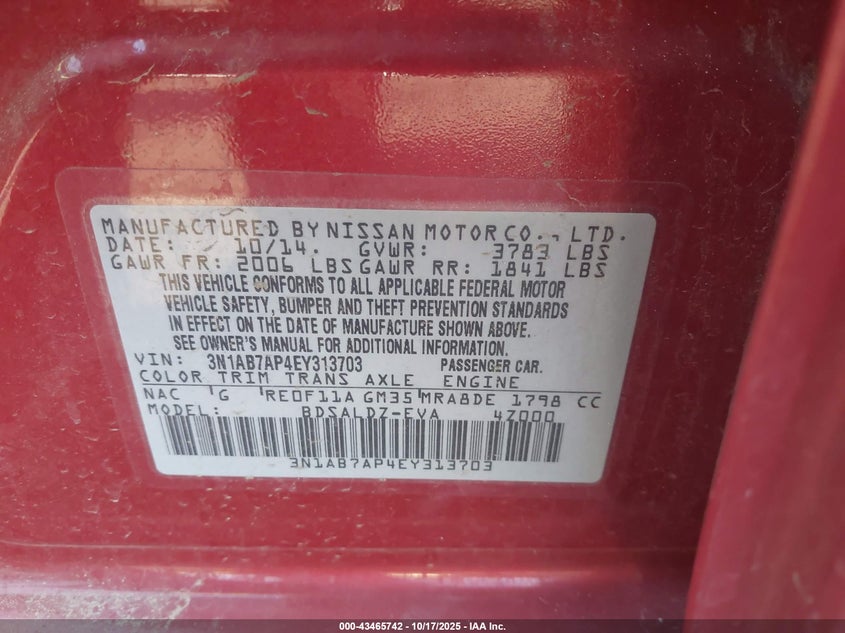 MANUFACTURED BY NISSAN MOTOR CO., LTD.
DATE: 10/14. GVWR: 3783 LBS
GAWR FR: 2006 LBS GAWR RR: 1841 LBS
THIS VEHICLE CONFORMS TO ALL APPLICABLE FEDERAL MOTOR
VEHICLE SAFETY, BUMPER AND THEFT PREVENTION STANDARDS
IN EFFECT ON THE DATE OF MANUFACTURE SHOWN ABOVE.
SEE OWNER'S MANUAL FOR ADDITIONAL INFORMATION.
VIN: 3N1AB7AP4EY313703 PASSENGER CAR.
COLOR TRIM TRANS AXLE ENGINE
NAC G RE0F11A GM35 MRA8DE 1798 CC
MODEL: BDSALDZ-EVA 4Z000
3N1AB7AP4EY313703
000-43465742 / 10/17/2025 - IAA Inc.